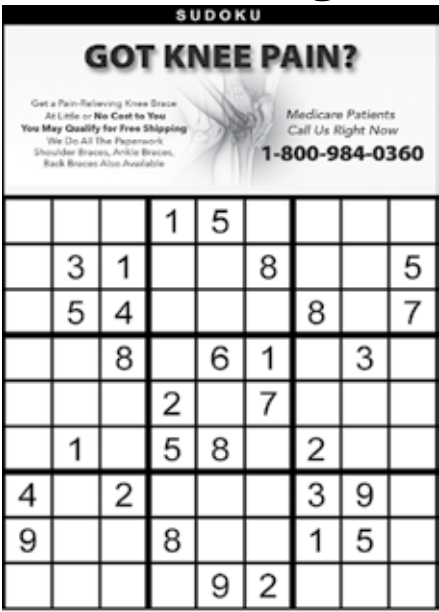 SUDOKU
GOT KNEE PAIN?
Get a Pain-Relieving Knee Brace
At Little or No Cost to You
You May Qualify for Free Shipping
We Do All The Paperwork
Shoulder Braces, Ankle Braces,
Back Braces Also Available
Medicare Patients
Call Us Right Now
1-800-984-0360
1 5
3 1 8 5
5 4 8 7
8 6 1 3
2 7
1 5 8 2
4 2 3 9
9 8 1 5
9 2